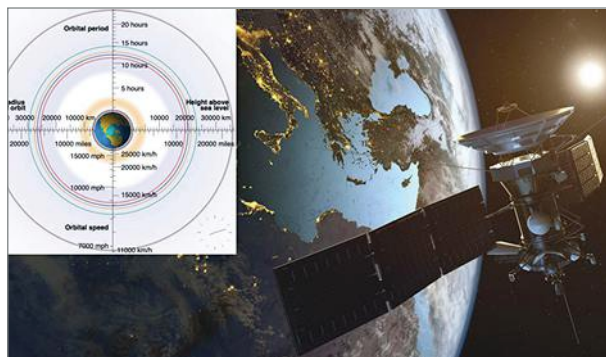 Orbital period
20 hours
15 hours
10 hours
5 hours
adius
orbit
Height above
sea level
30000 20000 10000 km
10000 20000 30000 km
20000 10000 miles
10000 20000
15000 mph
25000 km/h
20000 km/h
10000 mph
15000 km/h
Orbital speed
7000 mph
11000 km/h